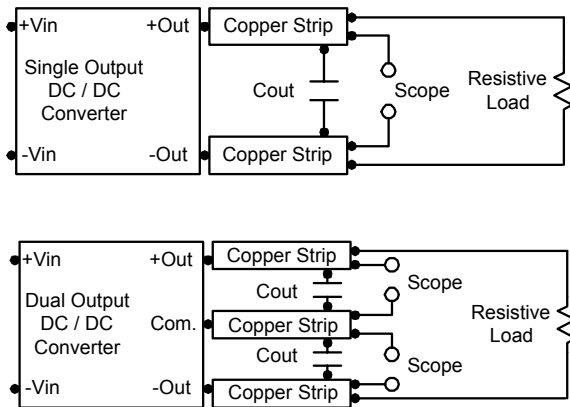 +Vin
+Out
Copper Strip
Single Output
DC / DC
Converter
Cout
Scope
Resistive
Load
-Vin
-Out
Copper Strip
+Vin
+Out
Copper Strip
Cout
Scope
Dual Output
DC / DC
Converter
Com.
Copper Strip
Resistive
Load
Cout
Scope
-Vin
-Out
Copper Strip